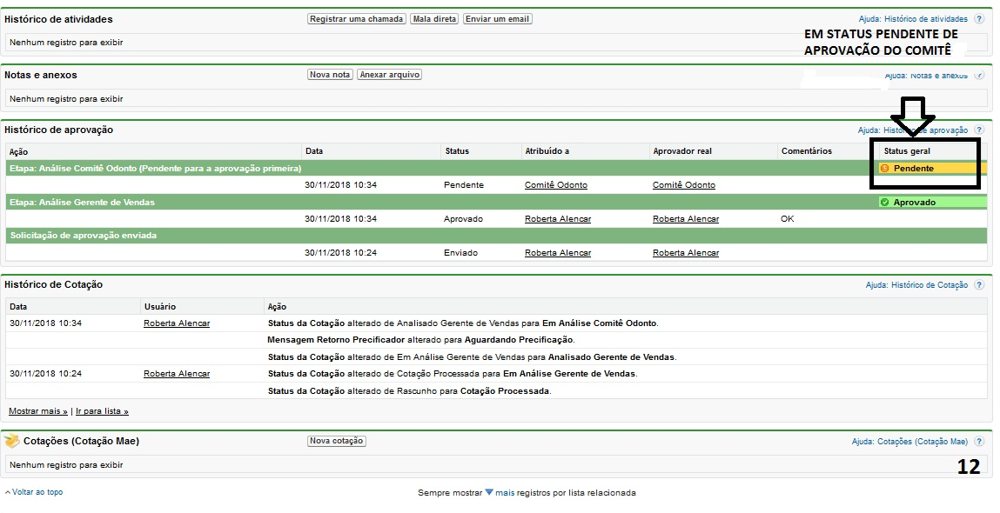 Histórico de atividades Registrar uma chamada Mala direta Enviar um email Ajuda: Histórico de atividades ?
Nenhum registro para exibir
EM STATUS PENDENTE DE
APROVAÇÃO DO COMITÊ
Notas e anexos Nova nota Anexar arquivo Ajuda: Notas e anexos ?
Nenhum registro para exibir
Histórico de aprovação Ajuda: Histórico de aprovação ?
Ação Data Status Atribuído a Aprovador real Comentários Status geral
Etapa: Análise Comitê Odonto (Pendente para a aprovação primeira) Pendente
30/11/2018 10:34 Pendente Comitê Odonto Comitê Odonto
Etapa: Análise Gerente de Vendas Aprovado
30/11/2018 10:34 Aprovado Roberta Alencar Roberta Alencar OK
Solicitação de aprovação enviada
30/11/2018 10:24 Enviado Roberta Alencar Roberta Alencar
Histórico de Cotação Ajuda: Histórico de Cotação ?
Data Usuário Ação
30/11/2018 10:34 Roberta Alencar Status da Cotação alterado de Analisado Gerente de Vendas para Em Análise Comitê Odonto.
Mensagem Retorno Precificador alterado para Aguardando Precificação.
Status da Cotação alterado de Em Análise Gerente de Vendas para Analisado Gerente de Vendas.
30/11/2018 10:24 Roberta Alencar Status da Cotação alterado de Cotação Processada para Em Análise Gerente de Vendas.
Status da Cotação alterado de Rascunho para Cotação Processada.
Mostrar mais » | Ir para lista »
Cotações (Cotação Mae) Nova cotação Ajuda: Cotações (Cotação Mae) ?
Nenhum registro para exibir
12
Voltar ao topo Sempre mostrar mais registros por lista relacionada